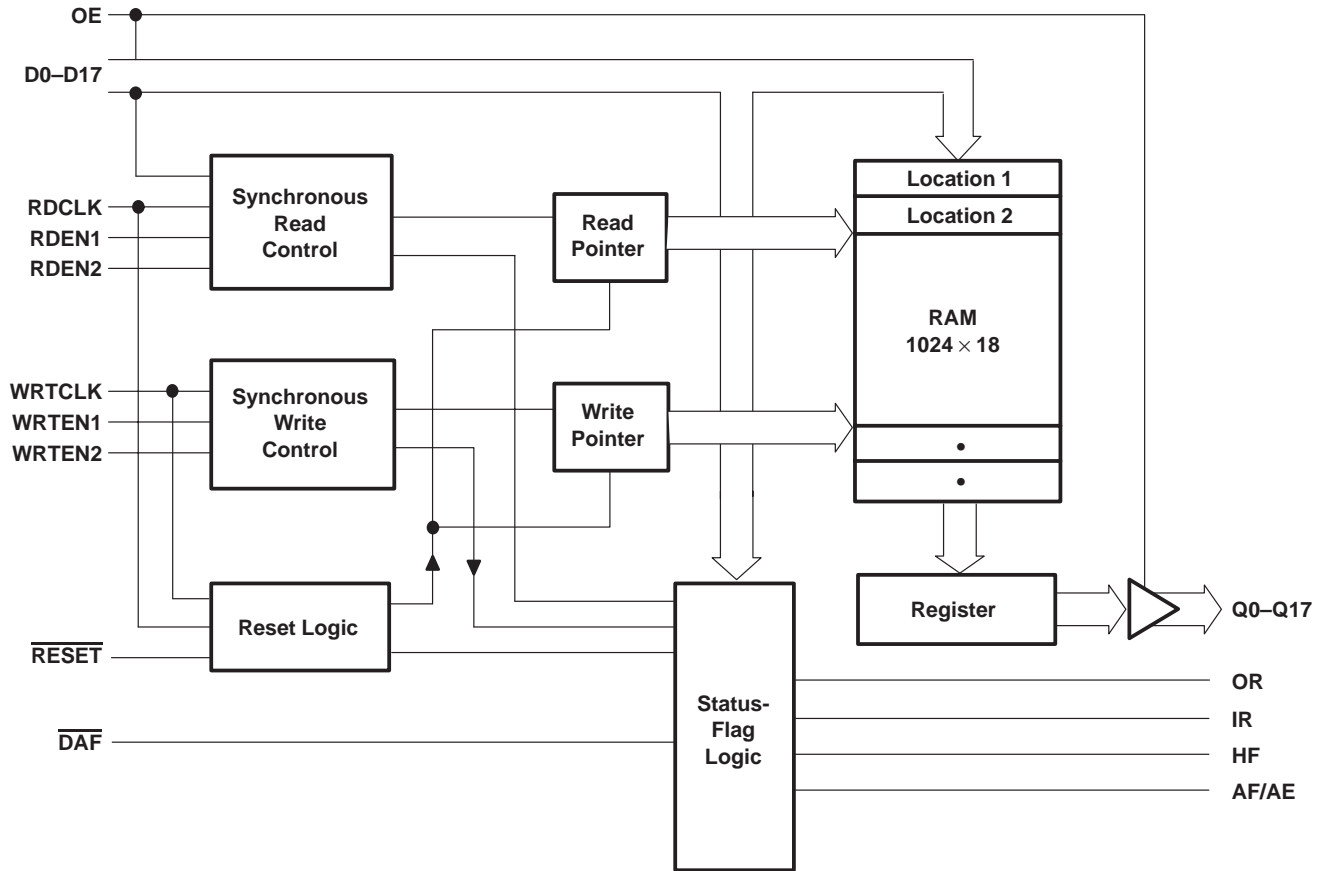 OE
D0–D17
RDCLK
RDEN1
RDEN2
Synchronous
Read
Control
Read
Pointer
Location 1
Location 2
RAM
1024 × 18
WRTCLK
WRTEN1
WRTEN2
Synchronous
Write
Control
Write
Pointer
Reset Logic
RESET
DAF
Status-
Flag
Logic
Register
Q0–Q17
OR
IR
HF
AF/AE